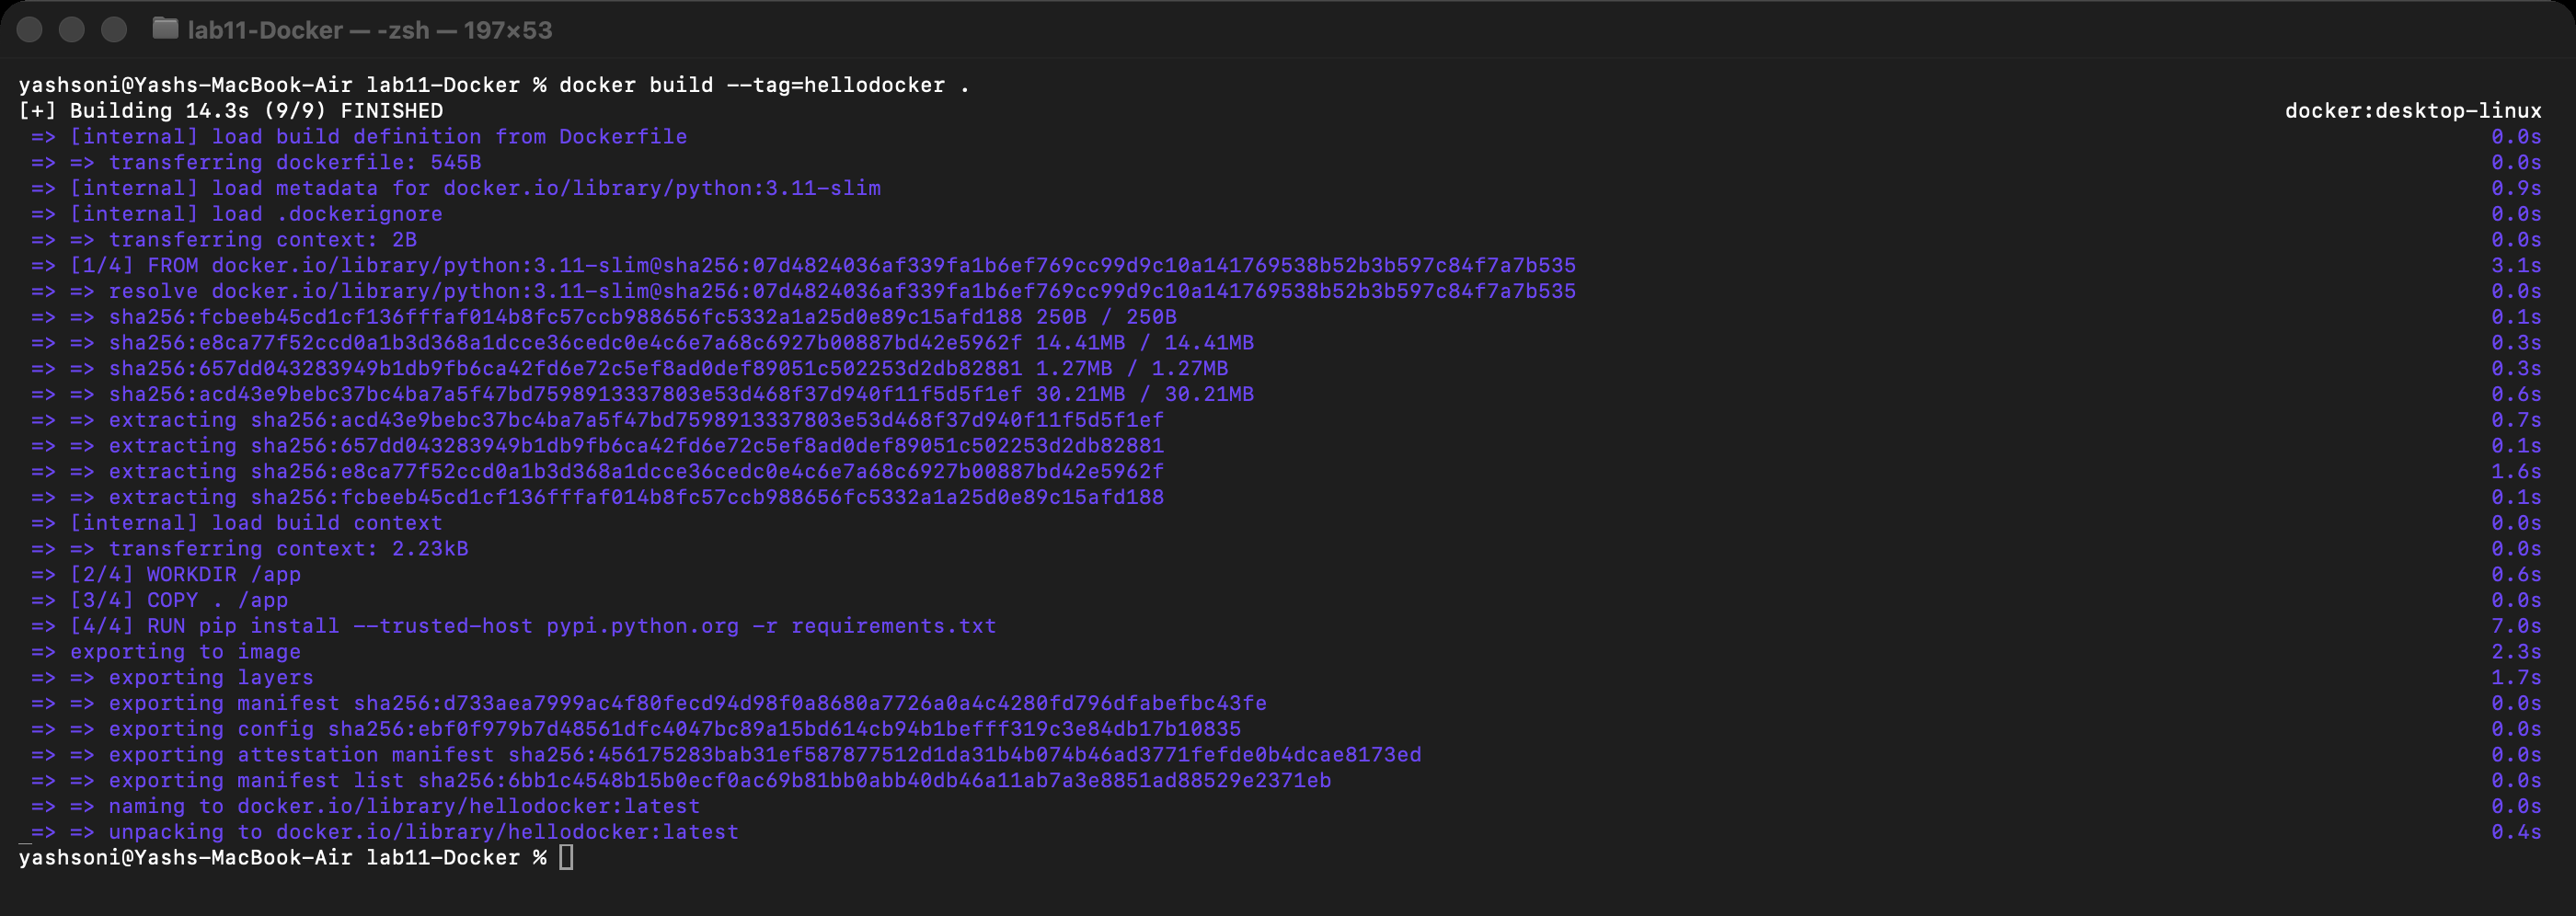 lab11-Docker — -zsh — 197×53
yashsoni@Yashs-MacBook-Air lab11-Docker % docker build --tag=hellodocker .
[+] Building 14.3s (9/9) FINISHED docker:desktop-linux
=> [internal] load build definition from Dockerfile 0.0s
=> => transferring dockerfile: 545B 0.0s
=> [internal] load metadata for docker.io/library/python:3.11-slim 0.9s
=> [internal] load .dockerignore 0.0s
=> => transferring context: 2B 0.0s
=> [1/4] FROM docker.io/library/python:3.11-slim@sha256:07d4824036af339fa1b6ef769cc99d9c10a141769538b52b3b597c84f7a7b535 3.1s
=> => resolve docker.io/library/python:3.11-slim@sha256:07d4824036af339fa1b6ef769cc99d9c10a141769538b52b3b597c84f7a7b535 0.0s
=> => sha256:fcbeeb45cd1cf136fffaf014b8fc57ccb988656fc5332a1a25d0e89c15afd188 250B / 250B 0.1s
=> => sha256:e8ca77f52ccd0a1b3d368a1dcce36cedc0e4c6e7a68c6927b00887bd42e5962f 14.41MB / 14.41MB 0.3s
=> => sha256:657dd043283949b1db9fb6ca42fd6e72c5ef8ad0def89051c502253d2db82881 1.27MB / 1.27MB 0.3s
=> => sha256:acd43e9bebc37bc4ba7a5f47bd7598913337803e53d468f37d940f11f5d5f1ef 30.21MB / 30.21MB 0.6s
=> => extracting sha256:acd43e9bebc37bc4ba7a5f47bd7598913337803e53d468f37d940f11f5d5f1ef 0.7s
=> => extracting sha256:657dd043283949b1db9fb6ca42fd6e72c5ef8ad0def89051c502253d2db82881 0.1s
=> => extracting sha256:e8ca77f52ccd0a1b3d368a1dcce36cedc0e4c6e7a68c6927b00887bd42e5962f 1.6s
=> => extracting sha256:fcbeeb45cd1cf136fffaf014b8fc57ccb988656fc5332a1a25d0e89c15afd188 0.1s
=> [internal] load build context 0.0s
=> => transferring context: 2.23kB 0.0s
=> [2/4] WORKDIR /app 0.6s
=> [3/4] COPY . /app 0.0s
=> [4/4] RUN pip install --trusted-host pypi.python.org -r requirements.txt 7.0s
=> exporting to image 2.3s
=> => exporting layers 1.7s
=> => exporting manifest sha256:d733aea7999ac4f80fecd94d98f0a8680a7726a0a4c4280fd796dfabefbc43fe 0.0s
=> => exporting config sha256:ebf0f979b7d48561dfc4047bc89a15bd614cb94b1befff319c3e84db17b10835 0.0s
=> => exporting attestation manifest sha256:456175283bab31ef587877512d1da31b4b074b46ad3771fefde0b4dcae8173ed 0.0s
=> => exporting manifest list sha256:6bb1c4548b15b0ecf0ac69b81bb0abb40db46a11ab7a3e8851ad88529e2371eb 0.0s
=> => naming to docker.io/library/hellodocker:latest 0.0s
_=> => unpacking to docker.io/library/hellodocker:latest 0.4s
yashsoni@Yashs-MacBook-Air lab11-Docker %